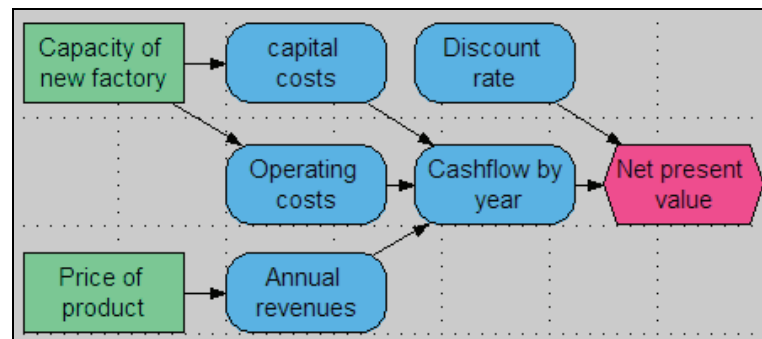 Capacity of
new factory
capital
costs
Discount
rate
Operating
costs
Cashflow by
year
Net present
value
Price of
product
Annual
revenues